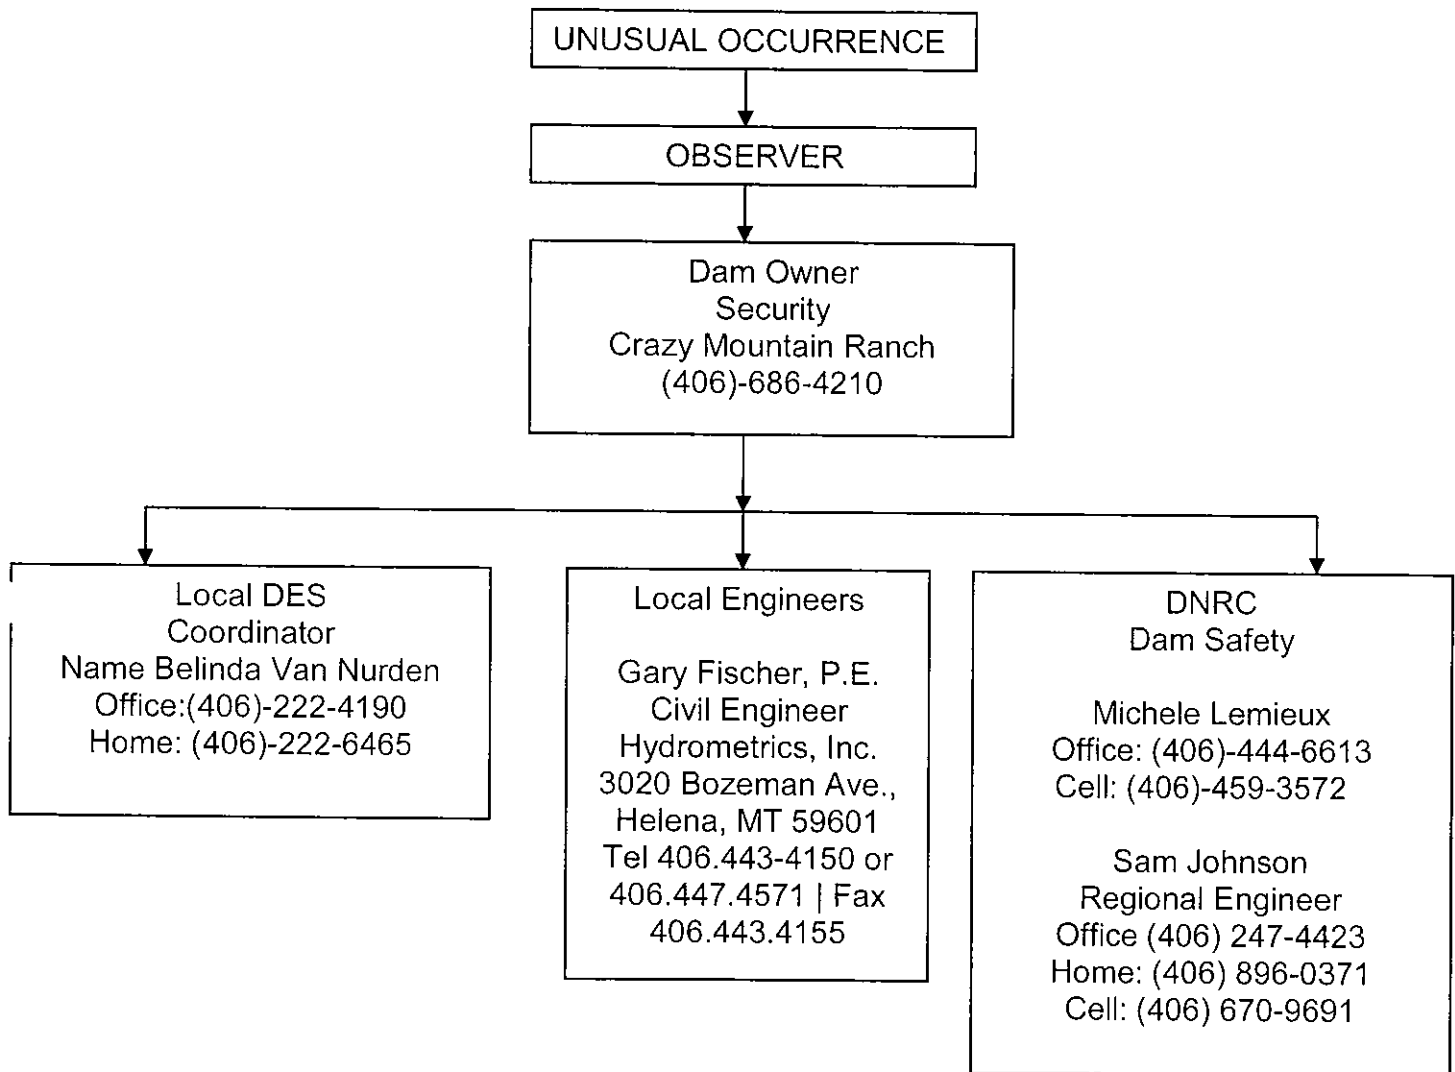 UNUSUAL OCCURRENCE
OBSERVER
Dam Owner
Security
Crazy Mountain Ranch
(406)-686-4210
Local DES
Coordinator
Name Belinda Van Nurden
Office:(406)-222-4190
Home: (406)-222-6465
Local Engineers
Gary Fischer, P.E.
Civil Engineer
Hydrometrics, Inc.
3020 Bozeman Ave.,
Helena, MT 59601
Tel 406.443-4150 or
406.447.4571 | Fax
406.443.4155
DNRC
Dam Safety
Michele Lemieux
Office: (406)-444-6613
Cell: (406)-459-3572
Sam Johnson
Regional Engineer
Office (406) 247-4423
Home: (406) 896-0371
Cell: (406) 670-9691